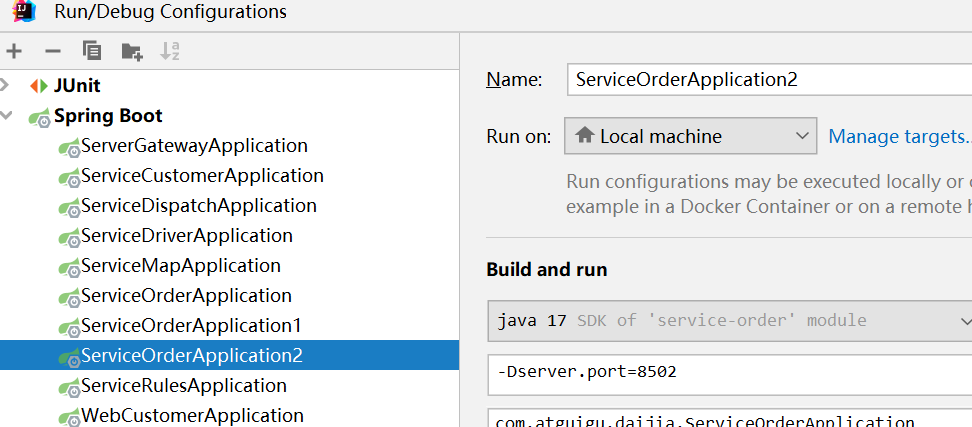 Run/Debug Configurations
JUnit
Spring Boot
ServerGatewayApplication
ServiceCustomerApplication
ServiceDispatchApplication
ServiceDriverApplication
ServiceMapApplication
ServiceOrderApplication
ServiceOrderApplication1
ServiceOrderApplication2
ServiceRulesApplication
WebCustomerApplication
Name: ServiceOrderApplication2
Run on: Local machine Manage targets..
Run configurations may be executed locally or
example in a Docker Container or on a remote
Build and run
java 17 SDK of 'service-order' module
-Dserver.port=8502
com.atguigu.daijia.ServiceOrderApplication